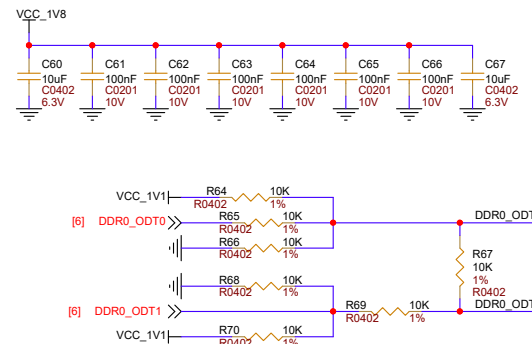 VCC_1V8
C60 C61 C62 C63 C64 C65 C66 C67
10uF 100nF 100nF 100nF 100nF 100nF 100nF 10uF
C0402 C0201 C0201 C0201 C0201 C0201 C0201 C0402
6.3V 10V 10V 10V 10V 10V 10V 6.3V
VCC_1V1 R64 10K
R0402 1%
[6] DDR0_ODT0 R65 10K DDR0_ODT
R0402 1%
R66 10K
R0402 1%
R67
10K
1%
R0402
R68 10K
R0402 1%
[6] DDR0_ODT1 R69 10K DDR0_ODT
R0402 1%
VCC_1V1 R70 10K
R0402 1%